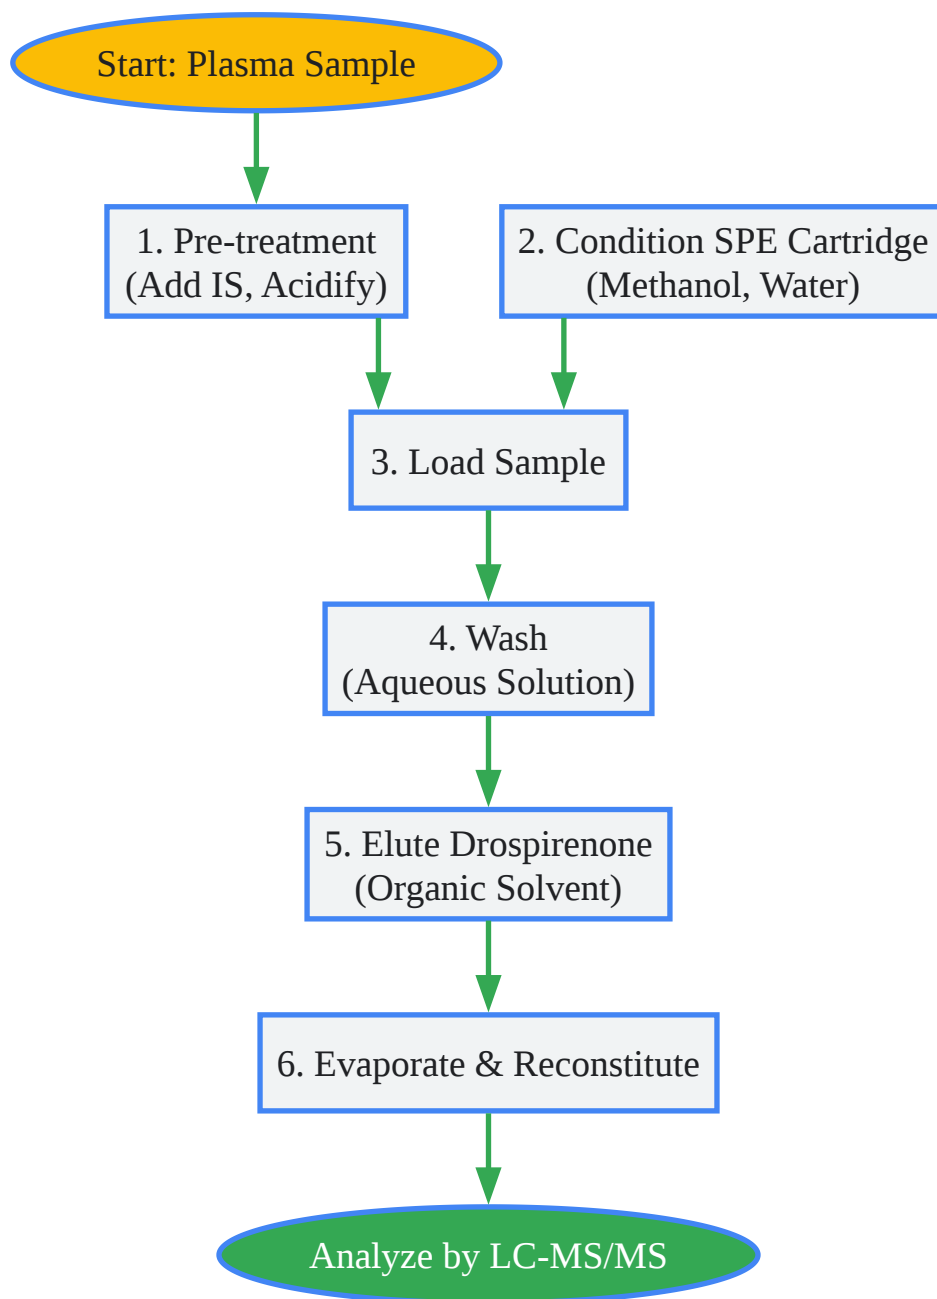 Start: Plasma Sample
1. Pre-treatment
(Add IS, Acidify)
2. Condition SPE Cartridge
(Methanol, Water)
3. Load Sample
4. Wash
(Aqueous Solution)
5. Elute Drospirenone
(Organic Solvent)
6. Evaporate & Reconstitute
Analyze by LC-MS/MS